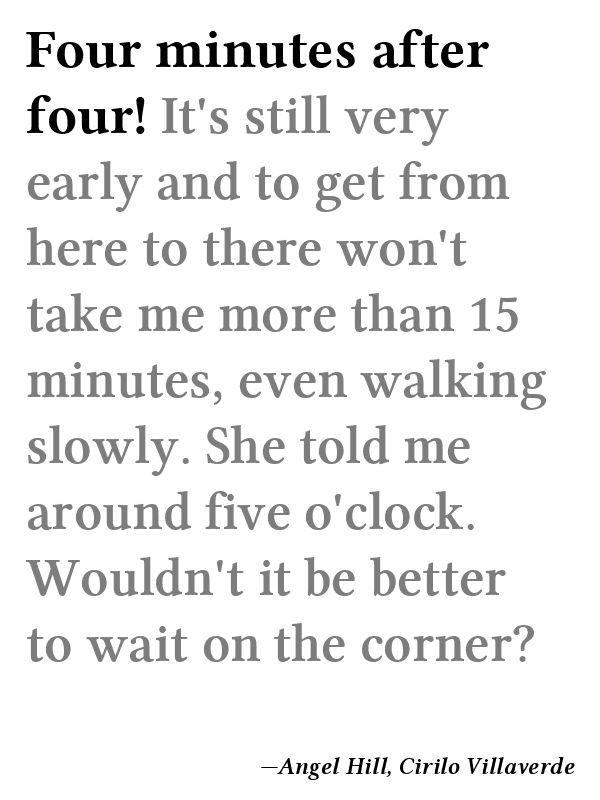 Four minutes after
four! It's still very
early and to get from
here to there won't
take me more than 15
minutes, even walking
slowly. She told me
around five o'clock.
Wouldn't it be better
to wait on the corner?
—Angel Hill, Cirilo Villaverde